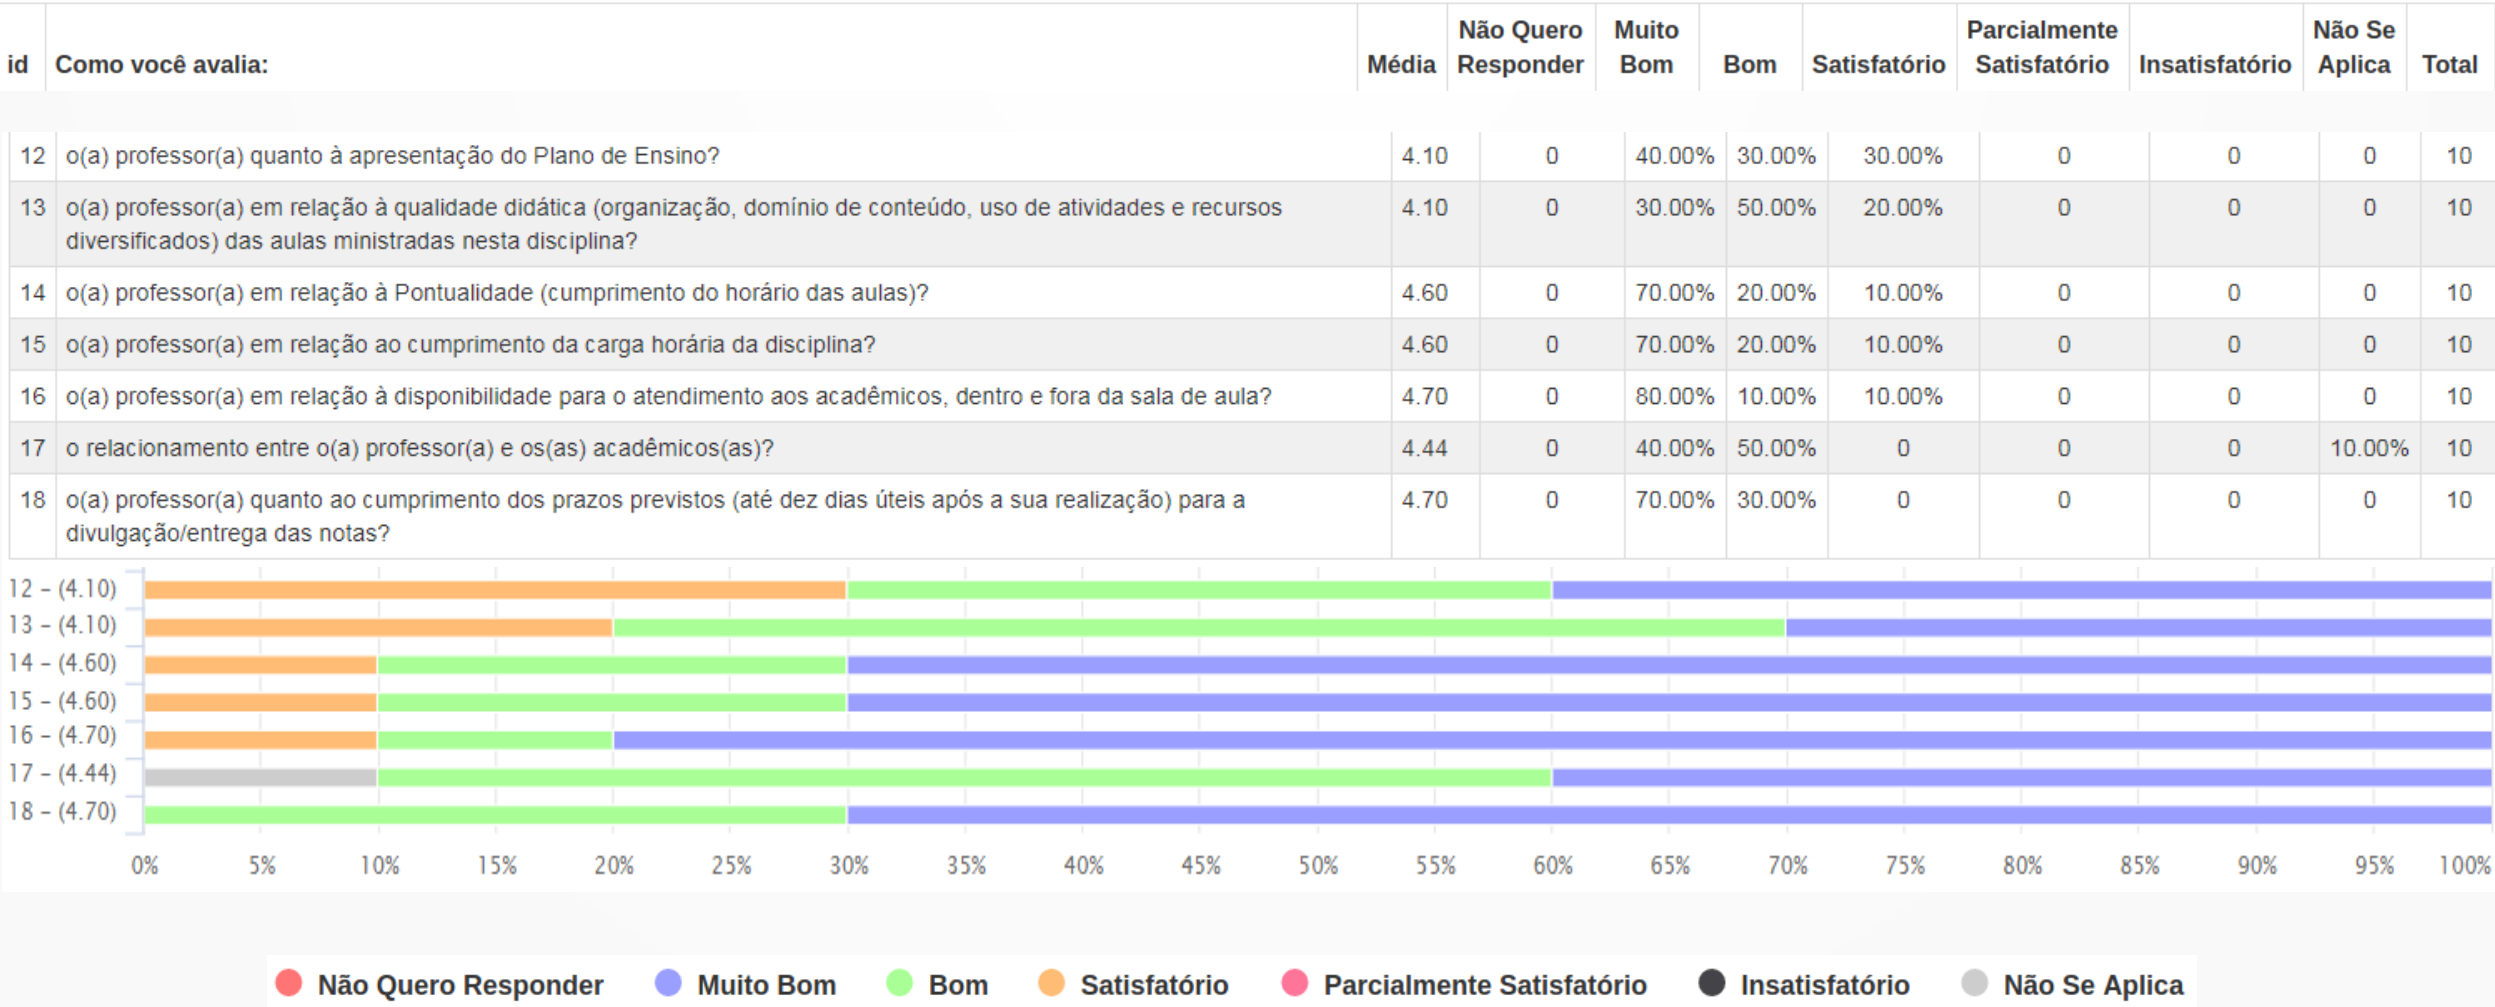 id Como você avalia: Média Não Quero Responder Muito Bom Bom Satisfatório Parcialmente Satisfatório Insatisfatório Não Se Aplica Total
12 o(a) professor(a) quanto à apresentação do Plano de Ensino? 4.10 0 40.00% 30.00% 30.00% 0 0 0 10
13 o(a) professor(a) em relação à qualidade didática (organização, domínio de conteúdo, uso de atividades e recursos 4.10 0 30.00% 50.00% 20.00% 0 0 0 10
diversificados) das aulas ministradas nesta disciplina?
14 o(a) professor(a) em relação à Pontualidade (cumprimento do horário das aulas)? 4.60 0 70.00% 20.00% 10.00% 0 0 0 10
15 o(a) professor(a) em relação ao cumprimento da carga horária da disciplina? 4.60 0 70.00% 20.00% 10.00% 0 0 0 10
16 o(a) professor(a) em relação à disponibilidade para o atendimento aos acadêmicos, dentro e fora da sala de aula? 4.70 0 80.00% 10.00% 10.00% 0 0 0 10
17 o relacionamento entre o(a) professor(a) e os(as) acadêmicos(as)? 4.44 0 40.00% 50.00% 0 0 0 10.00% 10
18 o(a) professor(a) quanto ao cumprimento dos prazos previstos (até dez dias úteis após a sua realização) para a 4.70 0 70.00% 30.00% 0 0 0 0 10
divulgação/entrega das notas?
12 – (4.10)
13 – (4.10)
14 – (4.60)
15 – (4.60)
16 – (4.70)
17 – (4.44)
18 – (4.70)
0% 5% 10% 15% 20% 25% 30% 35% 40% 45% 50% 55% 60% 65% 70% 75% 80% 85% 90% 95% 100%
Não Quero Responder Muito Bom Bom Satisfatório Parcialmente Satisfatório Insatisfatório Não Se Aplica